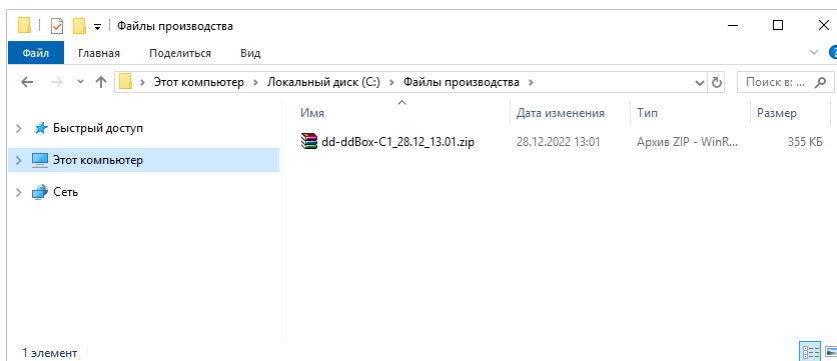 Файлы производства
Файл Главная Поделиться Вид
Этот компьютер > Локальный диск (C:) > Файлы производства >
Поиск в: ...
Имя Дата изменения Тип Размер
Быстрый доступ
dd-ddBox-C1_28.12_13.01.zip 28.12.2022 13:01 Архив ZIP - WinR... 355 КБ
Этот компьютер
Сеть
1 элемент